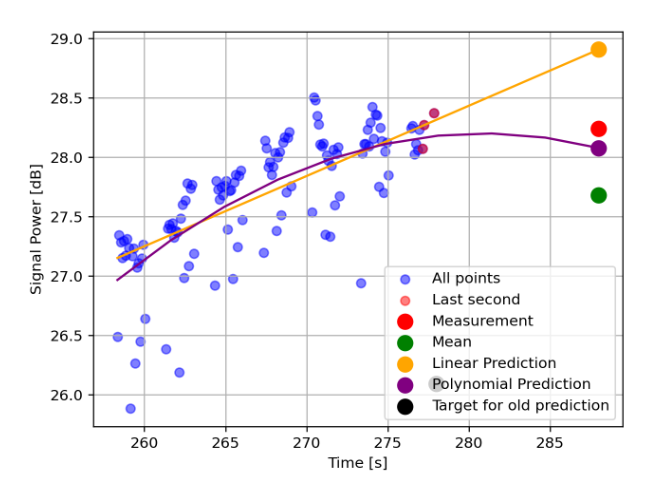 29.0
28.5
28.0
27.5
27.0
26.5
26.0
Signal Power [dB]
All points
Last second
Measurement
Mean
Linear Prediction
Polynomial Prediction
Target for old prediction
260 265 270 275 280 285
Time [s]